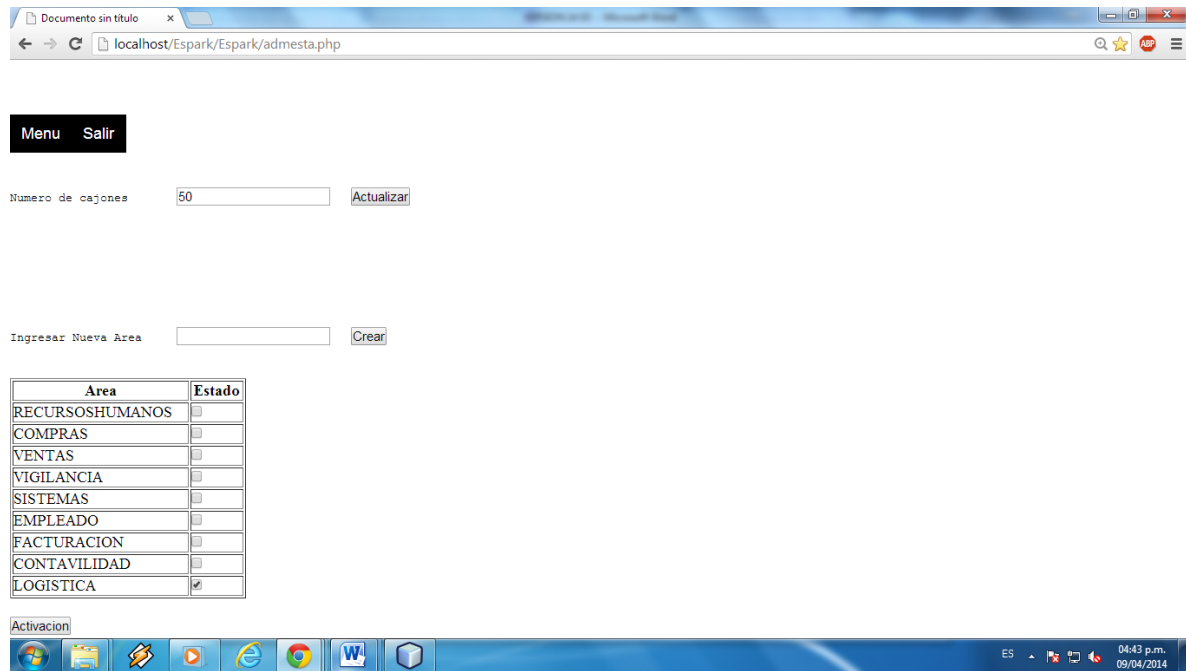 Documento sin título
localhost/Espark/Espark/admesta.php
ABP
Menu Salir
Numero de cajones 50 Actualizar
Ingresar Nueva Area Crear
Area Estado
RECURSOSHUMANOS
COMPRAS
VENTAS
VIGILANCIA
SISTEMAS
EMPLEADO
FACTURACION
CONTAVILIDAD
LOGISTICA
Activacion
ES 04:43 p.m.
09/04/2014